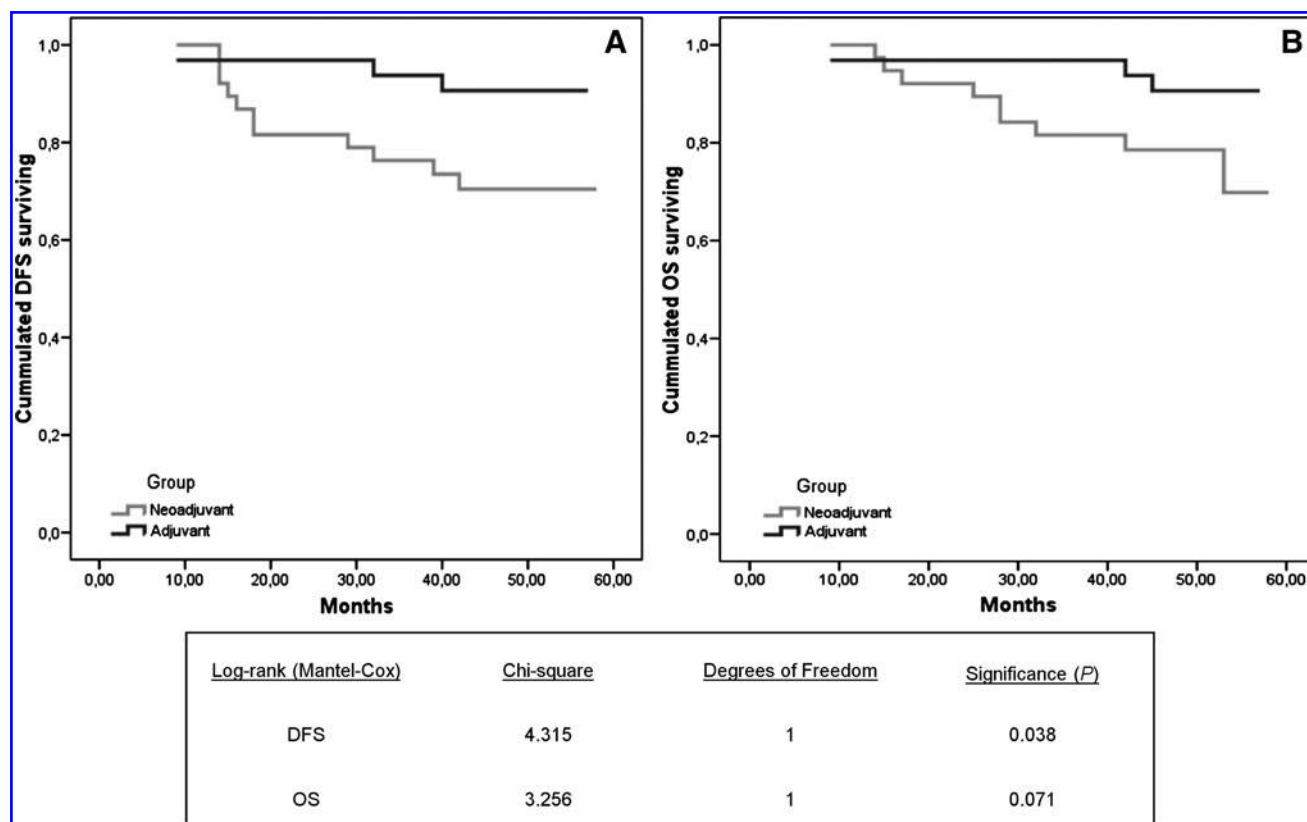 A
Cummulated DFS surviving
1,0
0,8
0,6
0,4
0,2
0,0
Group
Neoadjuvant
Adjuvant
0,00 10,00 20,00 30,00 40,00 50,00 60,00
Months
B
Cummulated OS surviving
1,0
0,8
0,6
0,4
0,2
0,0
Group
Neoadjuvant
Adjuvant
0,00 10,00 20,00 30,00 40,00 50,00 60,00
Months
Log-rank (Mantel-Cox) Chi-square Degrees of Freedom Significance (P)
DFS 4.315 1 0.038
OS 3.256 1 0.071